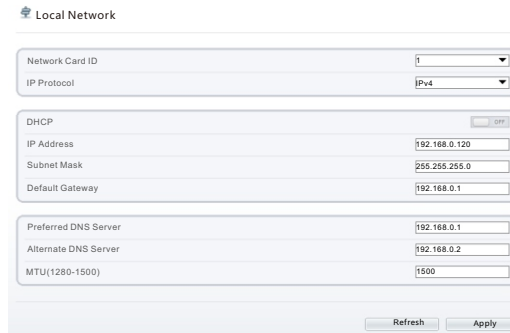 Local Network
Network Card ID 1
IP Protocol IPv4
DHCP OFF
IP Address 192.168.0.120
Subnet Mask 255.255.255.0
Default Gateway 192.168.0.1
Preferred DNS Server 192.168.0.1
Alternate DNS Server 192.168.0.2
MTU(1280-1500) 1500
Refresh Apply